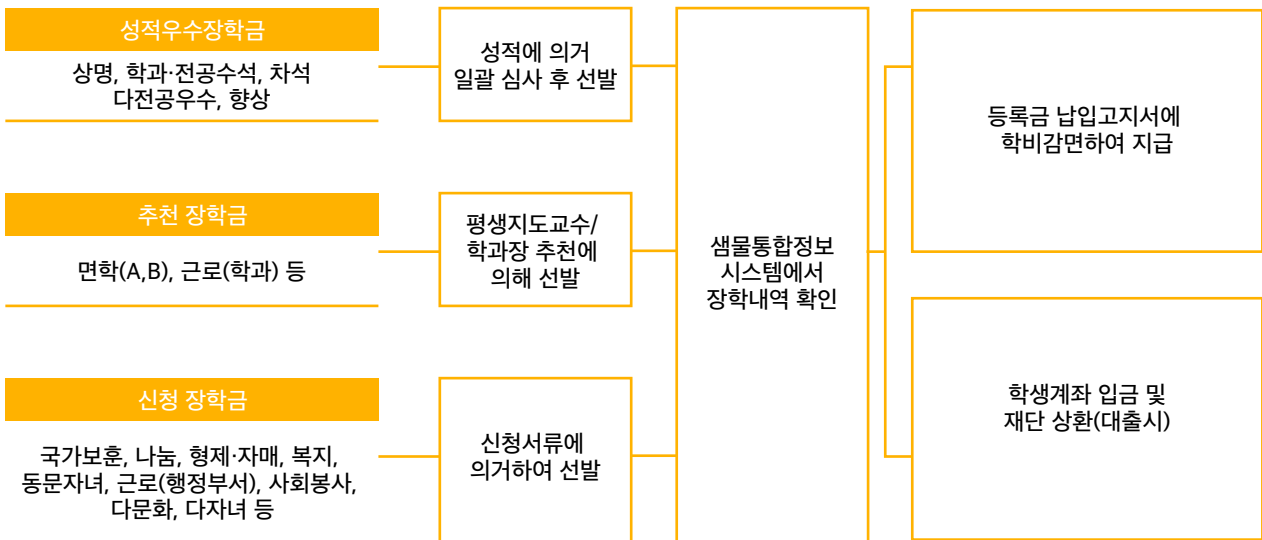 성적우수장학금
상명, 학과·전공수석, 차석
다전공우수, 향상
성적에 의거
일괄 심사 후 선발
추천 장학금
면학(A,B), 근로(학과) 등
평생지도교수/
학과장 추천에
의해 선발
신청 장학금
국가보훈, 나눔, 형제·자매, 복지,
동문자녀, 근로(행정부서), 사회봉사,
다문화, 다자녀 등
신청서류에
의거하여 선발
샘물통합정보
시스템에서
장학내역 확인
등록금 납입고지서에
학비감면하여 지급
학생계좌 입금 및
재단 상환(대출시)